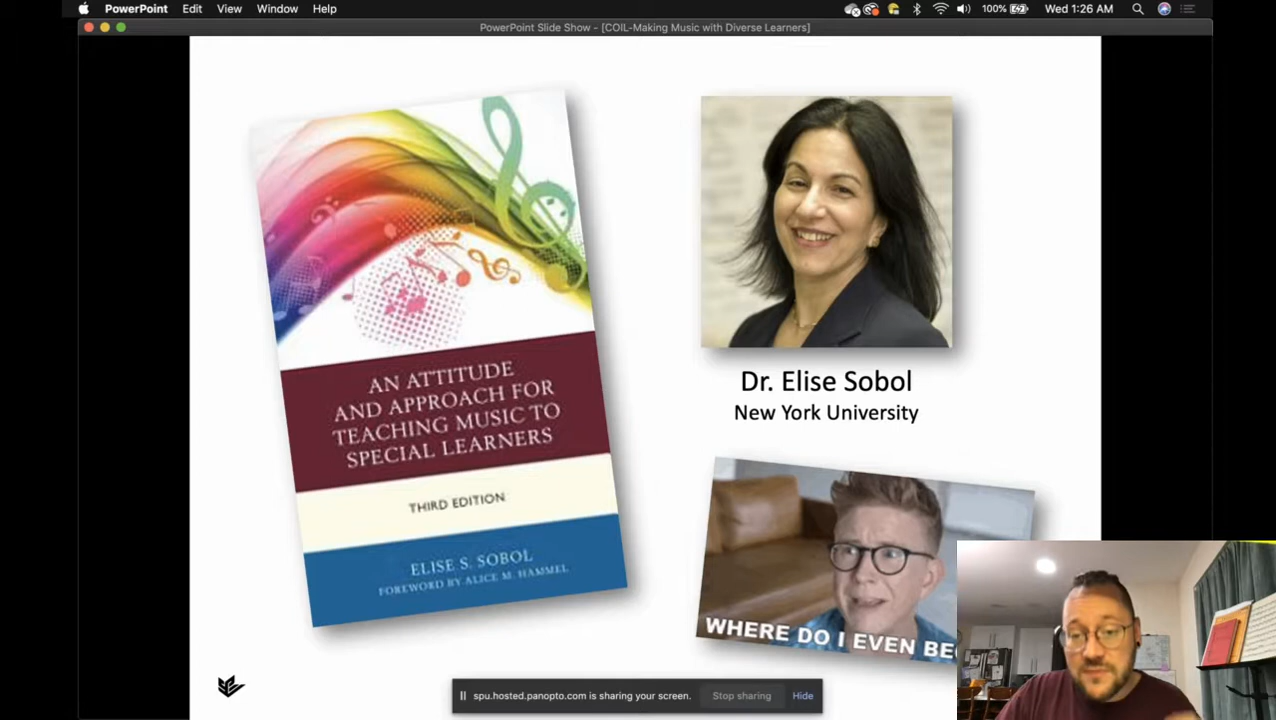 PowerPoint Edit View Window Help 100% Wed 1:26 AM
PowerPoint Slide Show - [COIL-Making Music with Diverse Learners]
AN ATTITUDE
AND APPROACH FOR
TEACHING MUSIC TO
SPECIAL LEARNERS
THIRD EDITION
ELISE S. SOBOL
FOREWORD BY ALICE M. HAMMEL
Dr. Elise Sobol
New York University
WHERE DO I EVEN BE
spu.hosted.panopto.com is sharing your screen. Stop sharing Hide